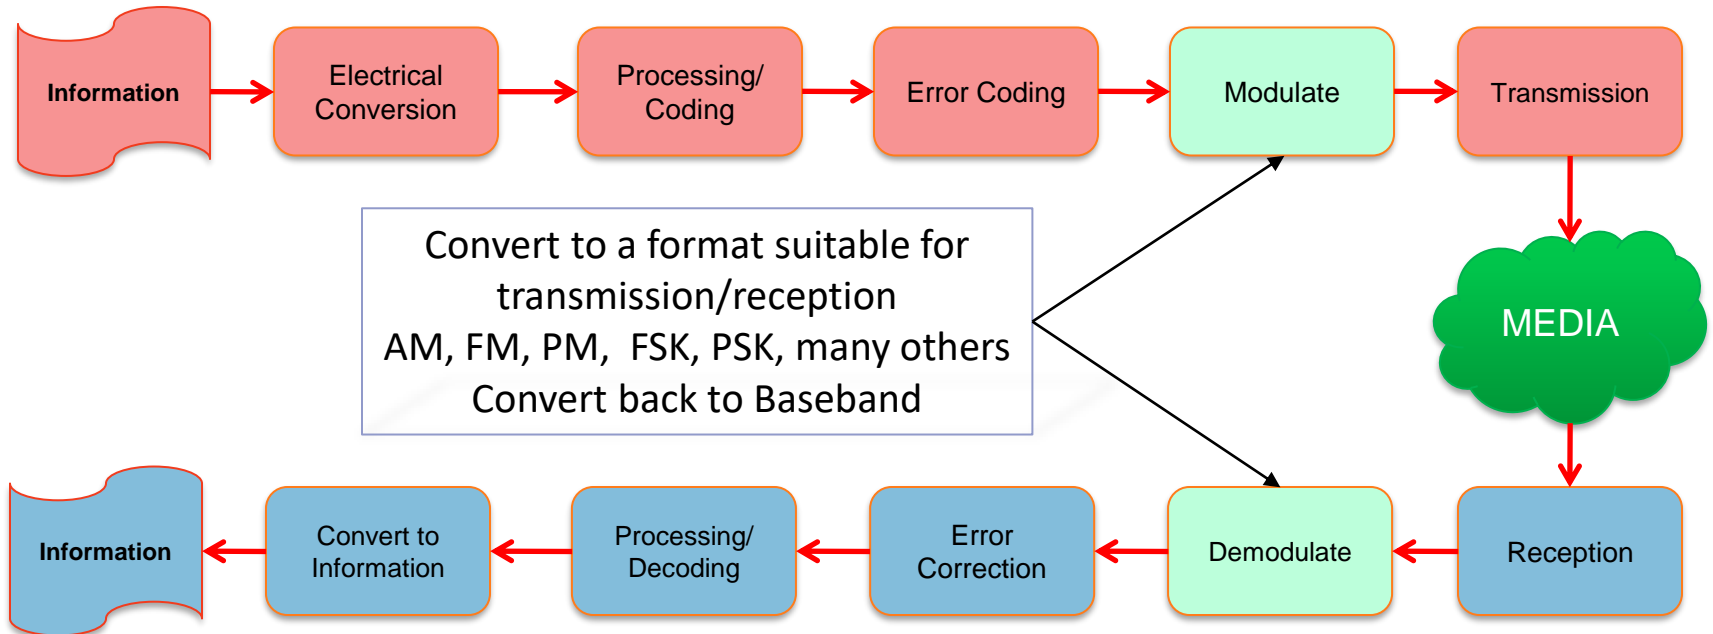 Information
Electrical
Conversion
Processing/
Coding
Error Coding
Modulate
Transmission
Convert to a format suitable for
transmission/reception
AM, FM, PM, FSK, PSK, many others
Convert back to Baseband
MEDIA
Information
Convert to
Information
Processing/
Decoding
Error
Correction
Demodulate
Reception